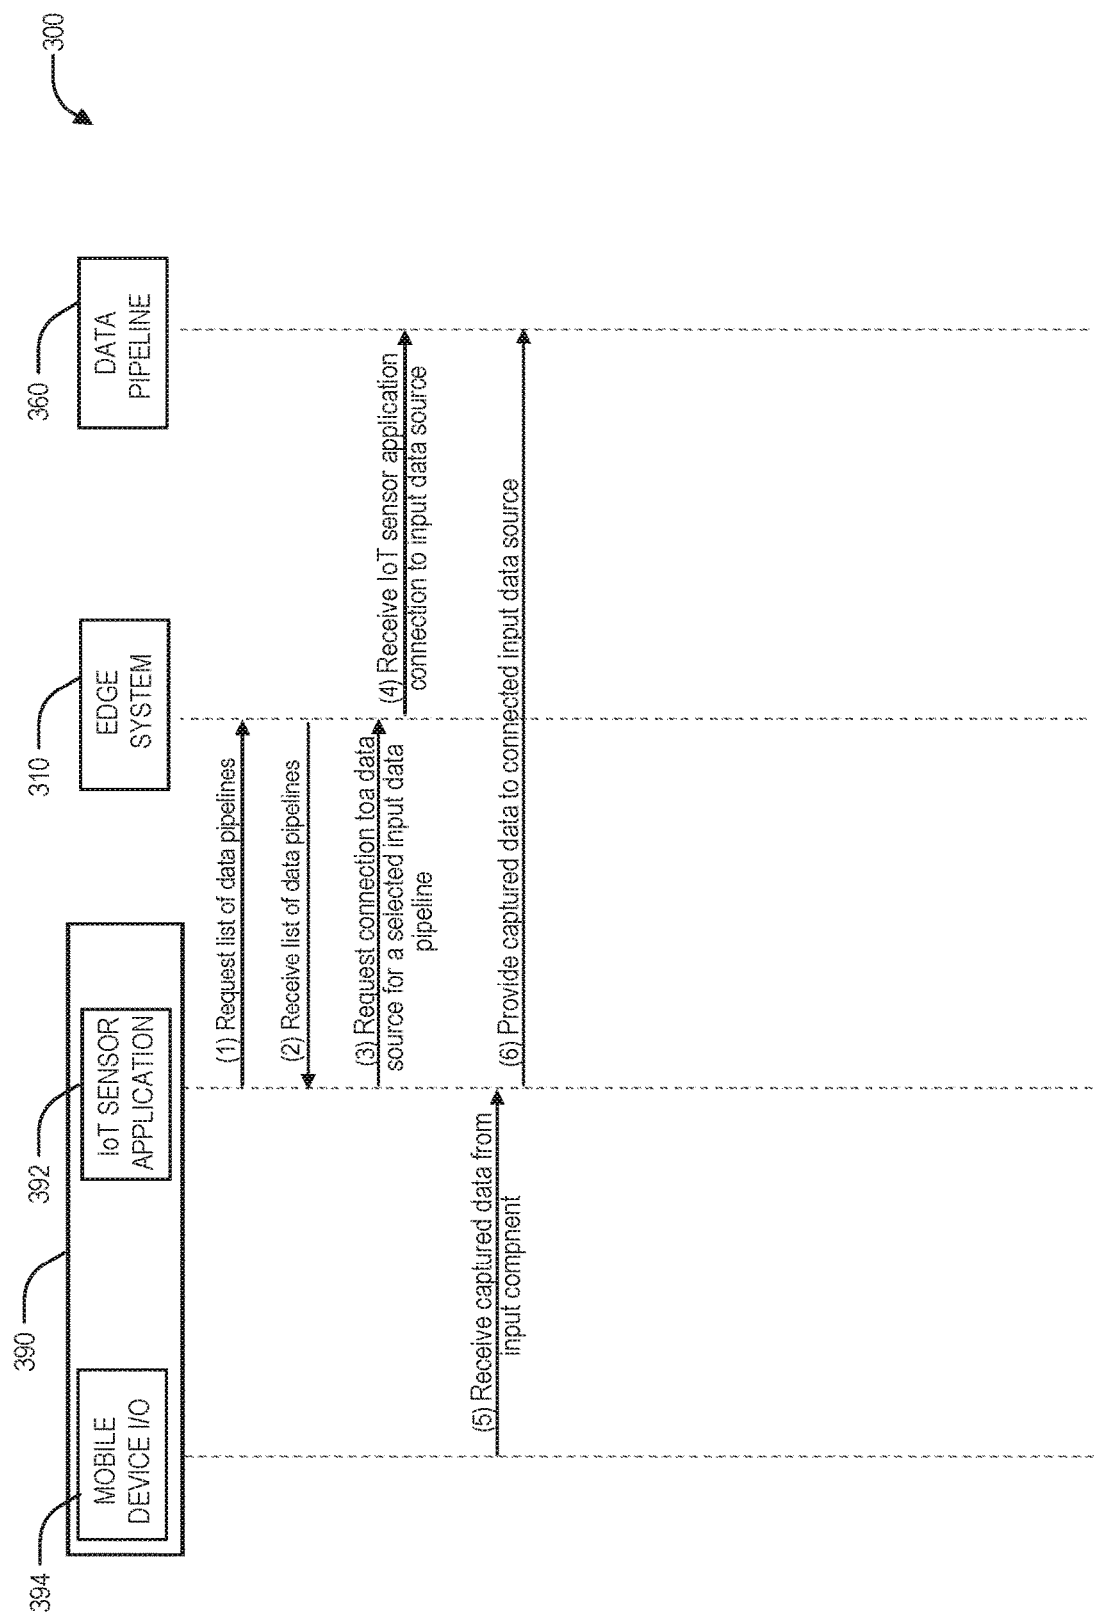 300
394
390
392
310
360
MOBILE
DEVICE I/O
IoT SENSOR
APPLICATION
EDGE
SYSTEM
DATA
PIPELINE
(1) Request list of data pipelines
(2) Receive list of data pipelines
(3) Request connection toa data
source for a selected input data
pipeline
(4) Receive IoT sensor application
connection to input data source
(5) Receive captured data from
input compnent
(6) Provide captured data to connected input data source